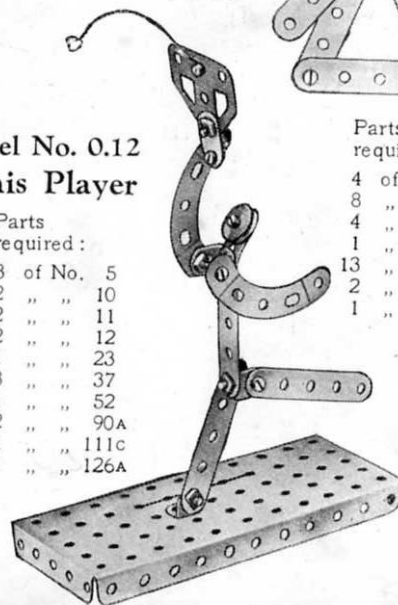 el No. 0.12
is Player
Parts
required :
of No. 5
„ „ 10
„ „ 11
„ „ 12
„ „ 23
„ „ 37
„ „ 52
„ „ 90A
„ „ 111C
„ „ 126A
Parts
requi
4 of
8 „
4 „
1 „
13 „
2 „
1 „